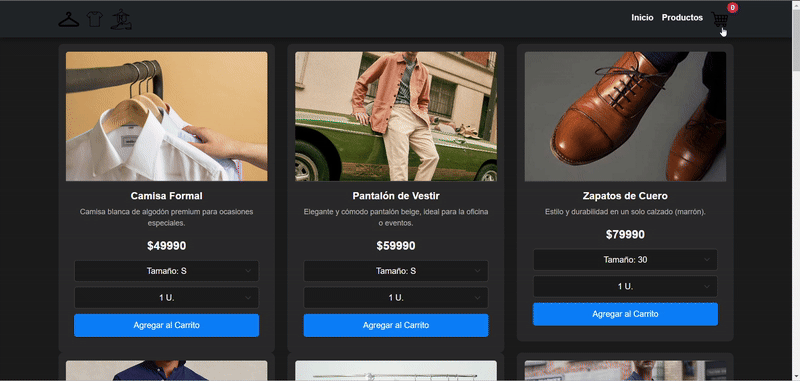 Inicio Productos 0
Camisa Formal
Camisa blanca de algodón premium para ocasiones
especiales.
$49990
Tamaño: S
1 U.
Agregar al Carrito
Pantalón de Vestir
Elegante y cómodo pantalón beige, ideal para la oficina
o eventos.
$59990
Tamaño: S
1 U.
Agregar al Carrito
Zapatos de Cuero
Estilo y durabilidad en un solo calzado (marrón).
$79990
Tamaño: 30
1 U.
Agregar al Carrito